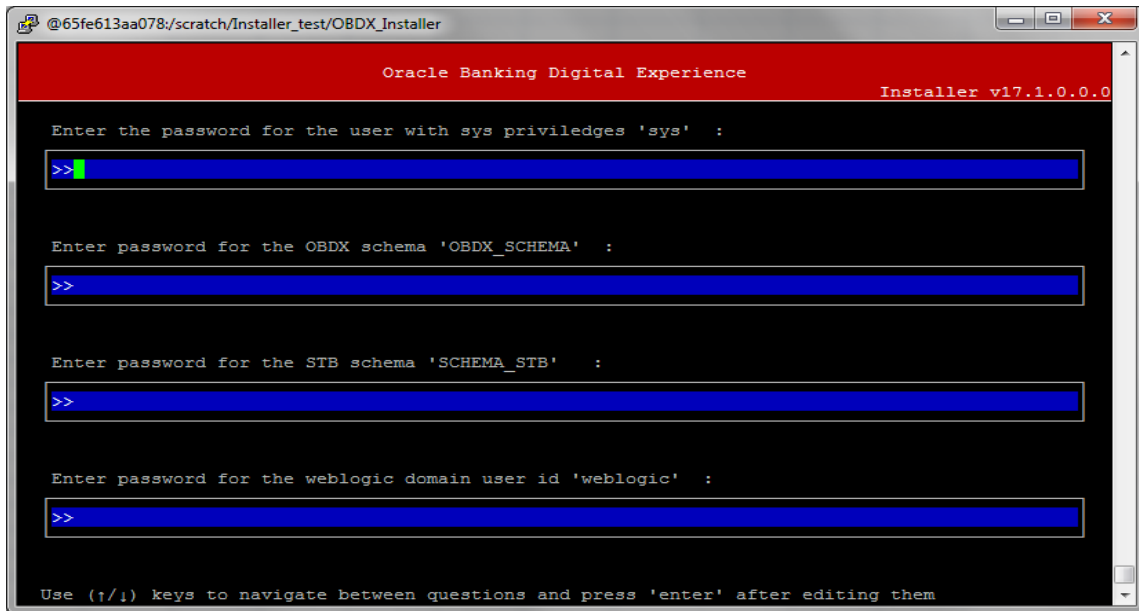 @65fe613aa078:/scratch/Installer_test/OBDX_Installer
Oracle Banking Digital Experience
Installer v17.1.0.0.0
Enter the password for the user with sys priviledges 'sys'  :
>>
Enter password for the OBDX schema 'OBDX_SCHEMA'  :
>>
Enter password for the STB schema 'SCHEMA_STB'   :
>>
Enter password for the weblogic domain user id 'weblogic'  :
>>
Use (↑/↓) keys to navigate between questions and press 'enter' after editing them